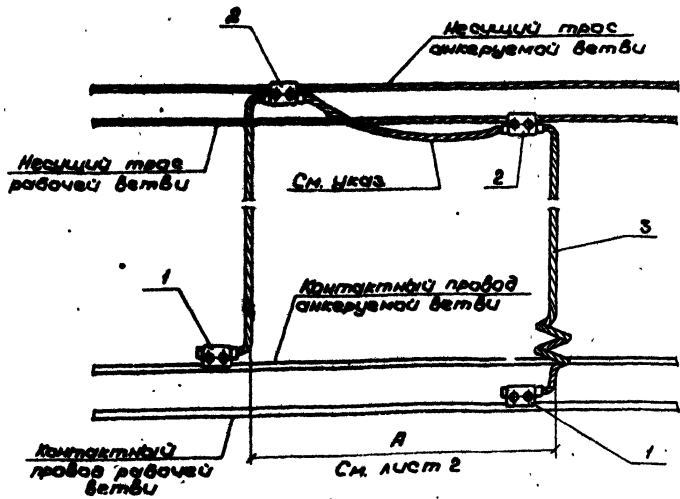 2
Несущий трос
анкеруемой ветви
Несущий трос
рабочей ветви
См. указ
2
3
1
Контактный провод
анкеруемой ветви
А
См. лист 2
1
Контактный
провод рабочей
ветви